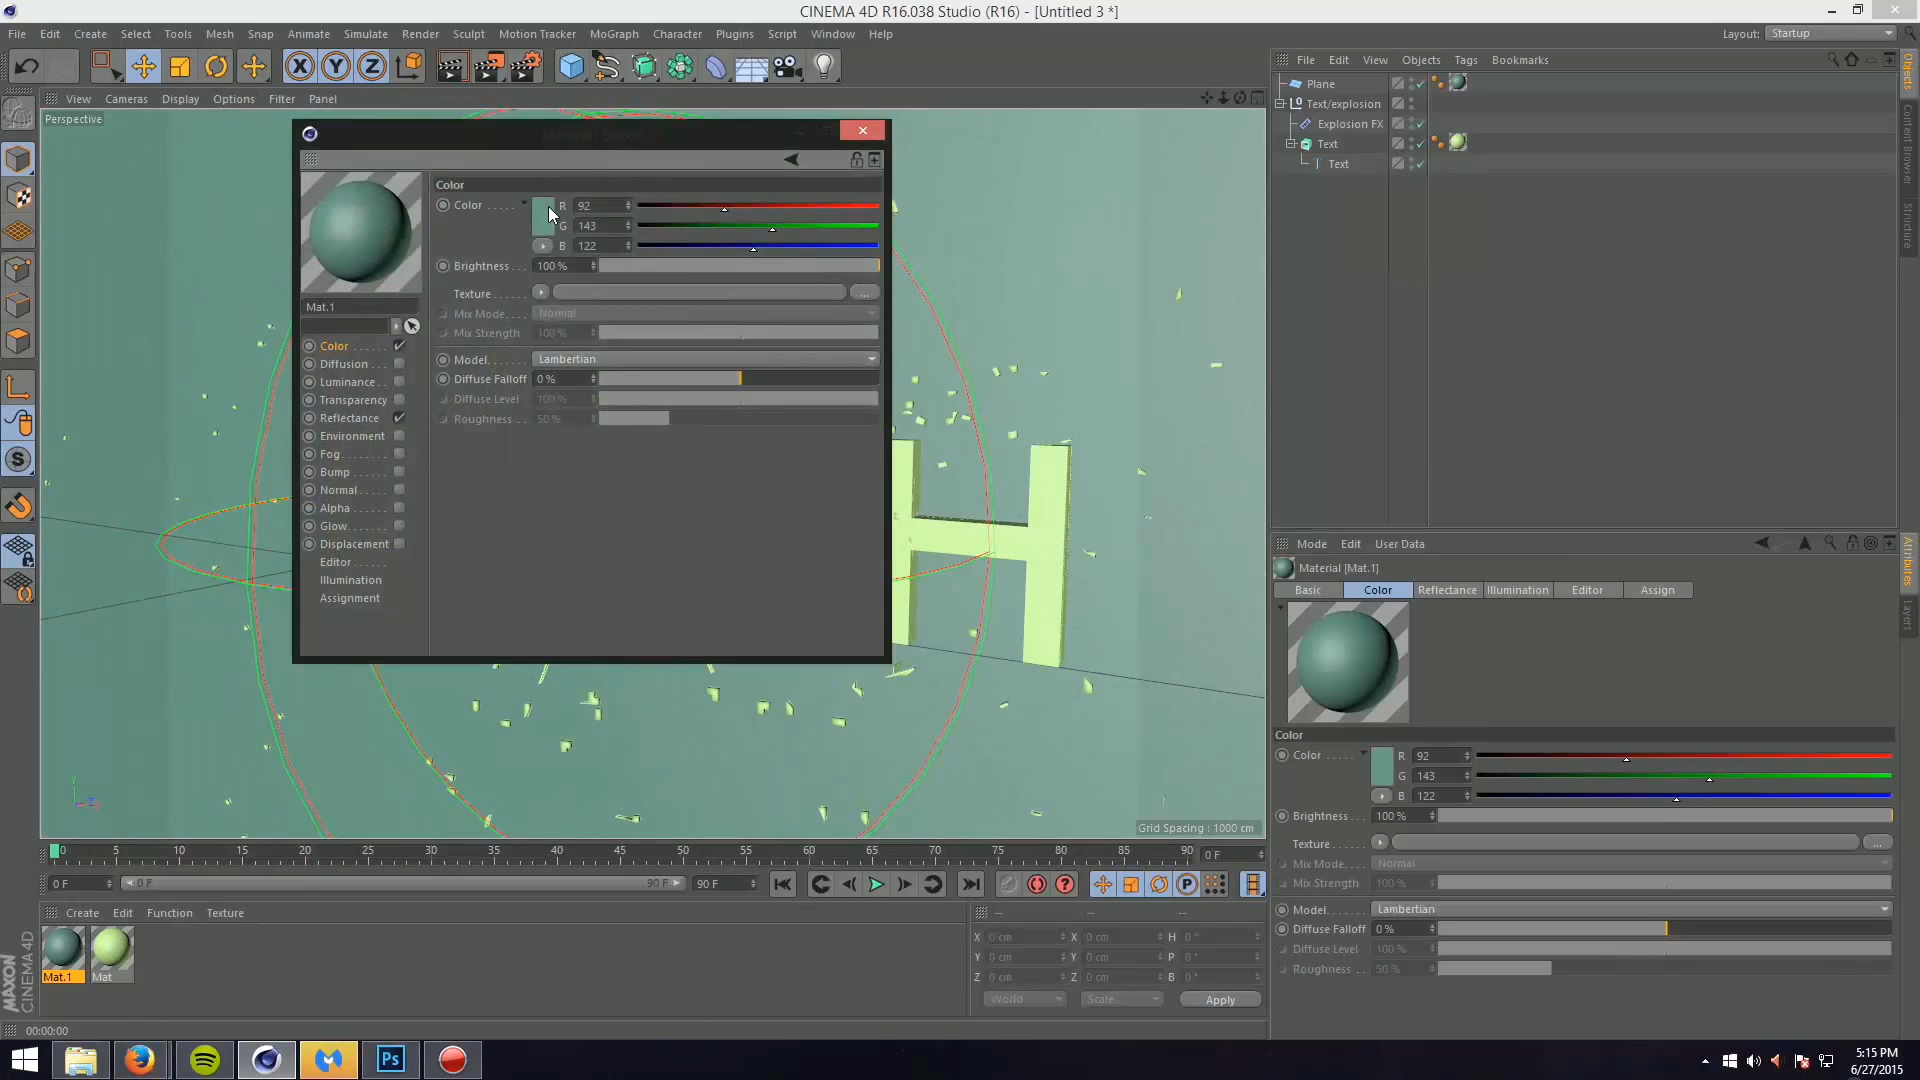 CINEMA 4D R16.038 Studio (R16) - [Untitled 3 *]
File Edit Create Select Tools Mesh Snap Animate Simulate Render Sculpt Motion Tracker MoGraph Character Plugins Script Window Help
Layout: Startup
X Y Z
File Edit View Objects Tags Bookmarks
Plane
Text/explosion
Explosion FX
Text
Text
Objects
Content Browser
Structure
View Cameras Display Options Filter Panel
Perspective
Color
Color R 92
G 143
B 122
Brightness 100 %
Texture ...
Mix Mode Normal
Mix Strength 100 %
Model Lambertian
Diffuse Falloff 0 %
Diffuse Level 100 %
Roughness 50 %
Mat.1
Color
Diffusion
Luminance
Transparency
Reflectance
Environment
Fog
Bump
Normal
Alpha
Glow
Displacement
Editor
Illumination
Assignment
H
Grid Spacing : 1000 cm
Mode Edit User Data
Material [Mat.1]
Basic Color Reflectance Illumination Editor Assign
Attributes
Layers
Color
Color R 92
G 143
B 122
Brightness 100 %
Texture ...
Mix Mode Normal
Mix Strength 100 %
Model Lambertian
Diffuse Falloff 0 %
Diffuse Level 100 %
Roughness 50 %
0 5 10 15 20 25 30 35 40 45 50 55 60 65 70 75 80 85 90 0 F
0 F 0 F 90 F 90 F
Create Edit Function Texture
Mat.1 Mat
-- -- --
X 0 cm X 0 cm H 0 °
Y 0 cm Y 0 cm P 0 °
Z 0 cm Z 0 cm B 0 °
World Scale Apply
MAXON
CINEMA 4D
00:00:00
Ps
5:15 PM
6/27/2015